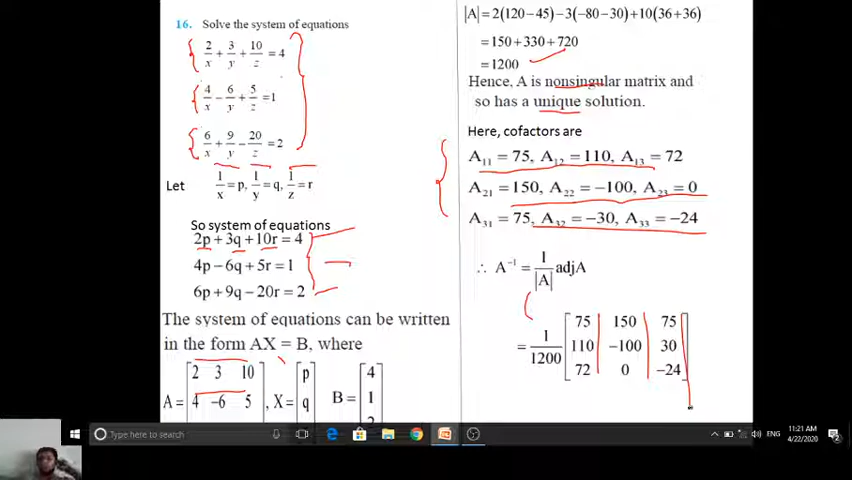 16. Solve the system of equations
2/x + 3/y + 10/z = 4
4/x − 6/y + 5/z = 1
6/x + 9/y − 20/z = 2
Let 1/x = p, 1/y = q, 1/z = r
So system of equations
2p + 3q + 10r = 4
4p − 6q + 5r = 1
6p + 9q − 20r = 2
The system of equations can be written
in the form AX = B, where
A = [2 3 10
4 −6 5], X = [p
q B = [4
1
2
|A| = 2(120 − 45) − 3(−80 − 30) + 10(36 + 36)
= 150 + 330 + 720
= 1200
Hence, A is nonsingular matrix and
so has a unique solution.
Here, cofactors are
A11 = 75, A12 = 110, A13 = 72
A21 = 150, A22 = −100, A23 = 0
A31 = 75, A32 = −30, A33 = −24
∴ A⁻¹ = 1/|A| adjA
= 1/1200 [75 150 75
110 −100 30
72 0 −24]
Type here to search
ENG
11:21 AM
4/22/2020
2